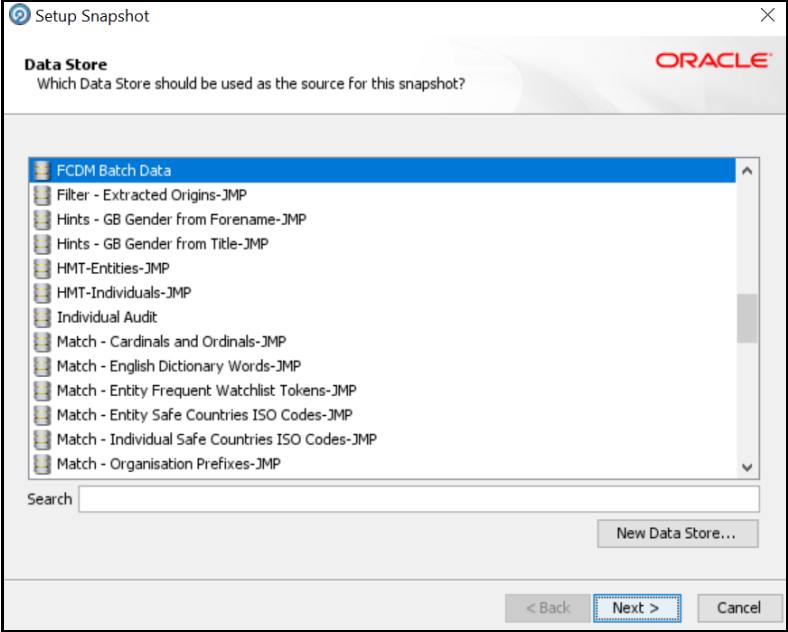 Setup Snapshot
Data Store
Which Data Store should be used as the source for this snapshot?
ORACLE
FCDM Batch Data
Filter - Extracted Origins-JMP
Hints - GB Gender from Forename-JMP
Hints - GB Gender from Title-JMP
HMT-Entities-JMP
HMT-Individuals-JMP
Individual Audit
Match - Cardinals and Ordinals-JMP
Match - English Dictionary Words-JMP
Match - Entity Frequent Watchlist Tokens-JMP
Match - Entity Safe Countries ISO Codes-JMP
Match - Individual Safe Countries ISO Codes-JMP
Match - Organisation Prefixes-JMP
Search
New Data Store...
< Back
Next >
Cancel